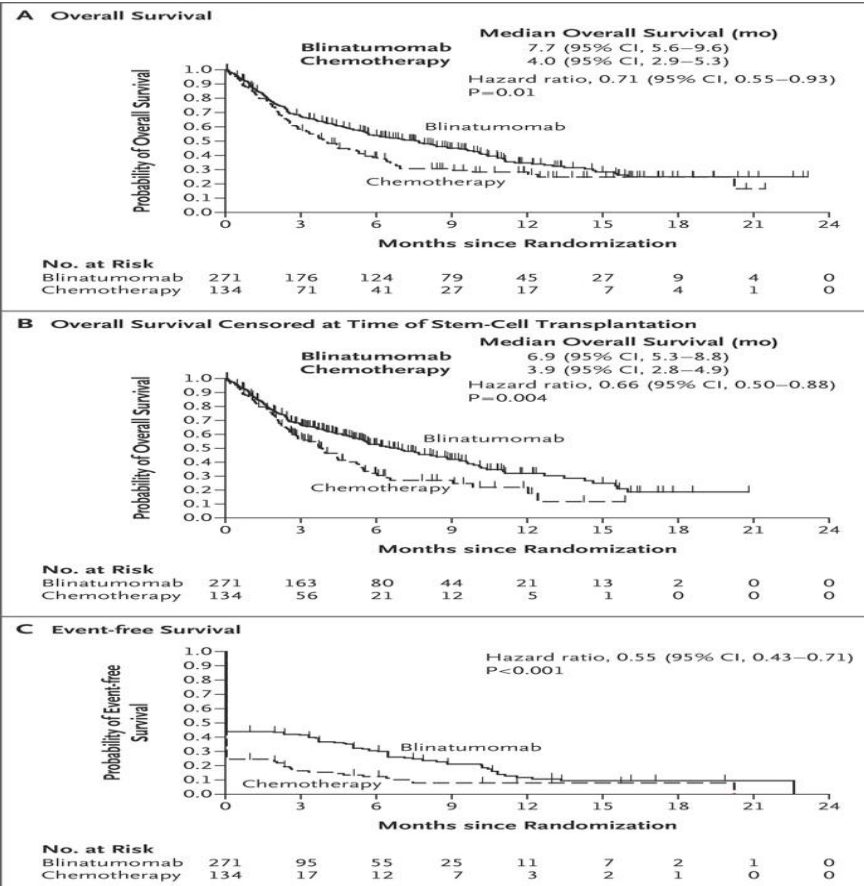 A Overall Survival
Median Overall Survival (mo)
Blinatumomab 7.7 (95% CI, 5.6–9.6)
Chemotherapy 4.0 (95% CI, 2.9–5.3)
Hazard ratio, 0.71 (95% CI, 0.55–0.93)
P=0.01
Probability of Overall Survival
1.0
0.9
0.8
0.7
0.6
0.5
0.4
0.3
0.2
0.1
0.0
Blinatumomab
Chemotherapy
0 3 6 9 12 15 18 21 24
Months since Randomization
No. at Risk
Blinatumomab 271 176 124 79 45 27 9 4 0
Chemotherapy 134 71 41 27 17 7 4 1 0
B Overall Survival Censored at Time of Stem-Cell Transplantation
Median Overall Survival (mo)
Blinatumomab 6.9 (95% CI, 5.3–8.8)
Chemotherapy 3.9 (95% CI, 2.8–4.9)
Hazard ratio, 0.66 (95% CI, 0.50–0.88)
P=0.004
Probability of Overall Survival
1.0
0.9
0.8
0.7
0.6
0.5
0.4
0.3
0.2
0.1
0.0
Blinatumomab
Chemotherapy
0 3 6 9 12 15 18 21 24
Months since Randomization
No. at Risk
Blinatumomab 271 163 80 44 21 13 2 0 0
Chemotherapy 134 56 21 12 5 1 0 0 0
C Event-free Survival
Hazard ratio, 0.55 (95% CI, 0.43–0.71)
P<0.001
Probability of Event-free
Survival
1.0
0.9
0.8
0.7
0.6
0.5
0.4
0.3
0.2
0.1
0.0
Blinatumomab
Chemotherapy
0 3 6 9 12 15 18 21 24
Months since Randomization
No. at Risk
Blinatumomab 271 95 55 25 11 7 2 1 0
Chemotherapy 134 17 12 7 3 2 1 0 0